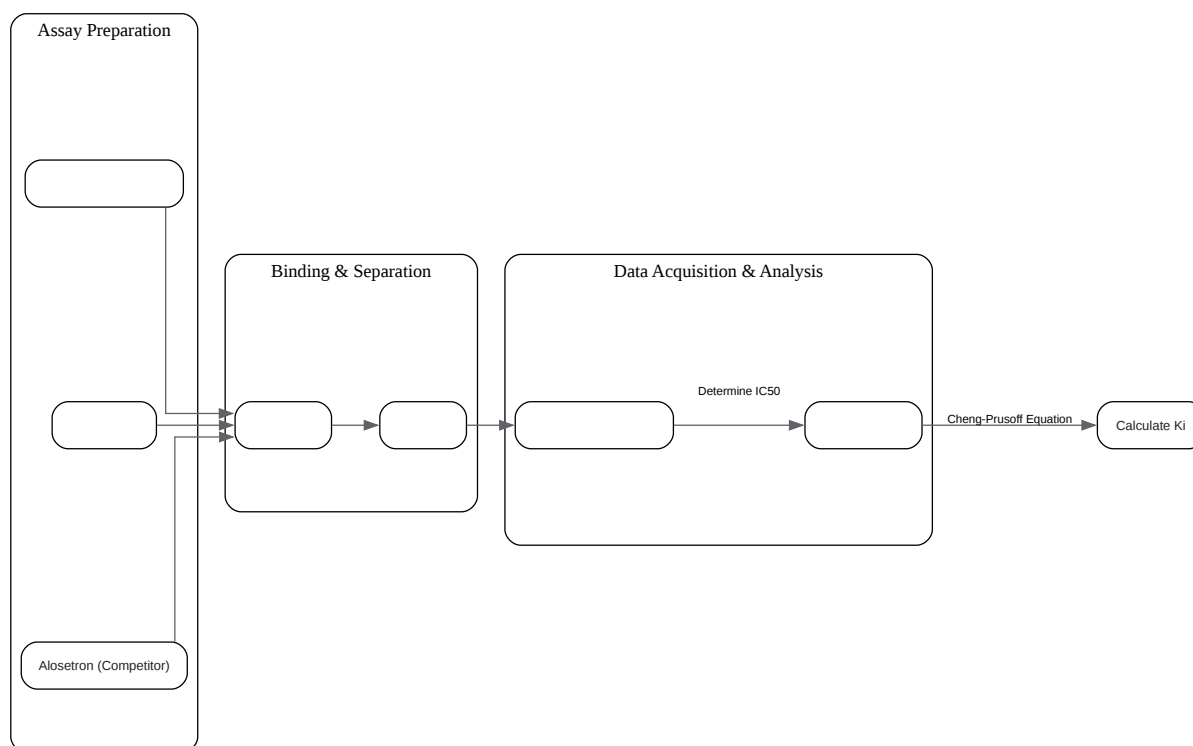 Assay Preparation
Binding & Separation
Data Acquisition & Analysis
Determine IC50
Cheng-Prusoff Equation
Calculate Ki
Alosetron (Competitor)